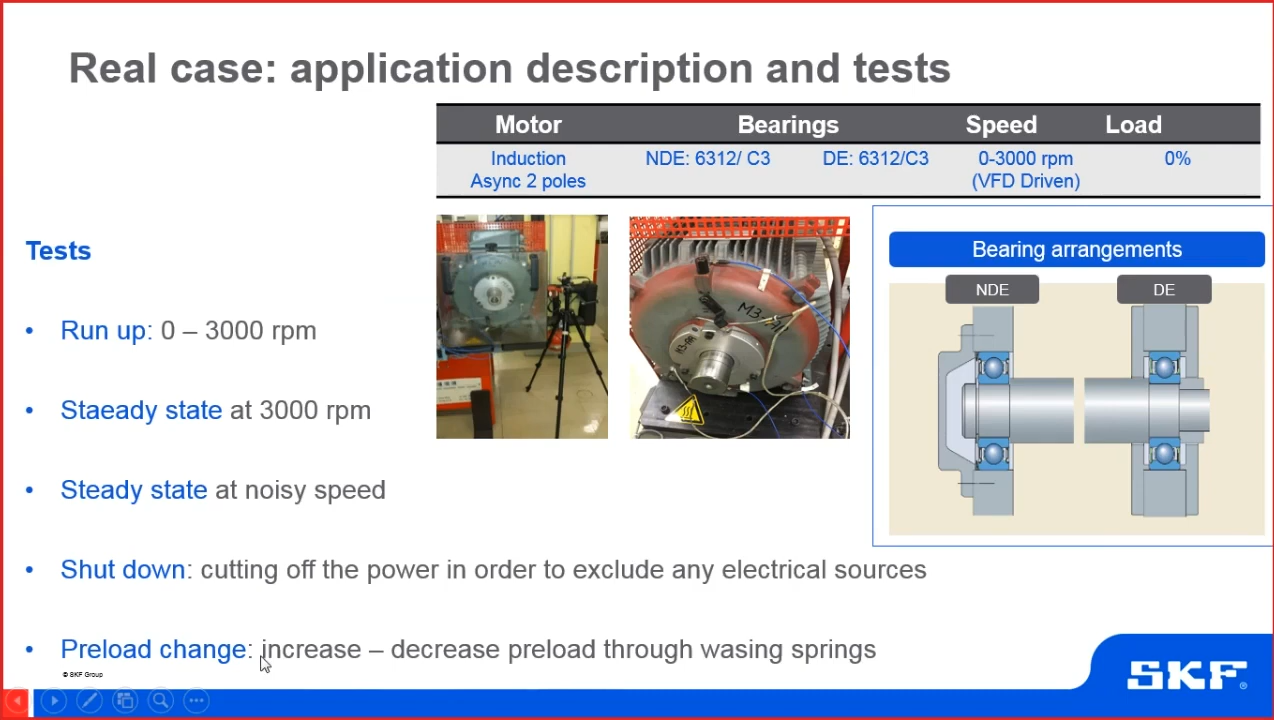 Real case: application description and tests
Motor Bearings Speed Load
Induction NDE: 6312/ C3 DE: 6312/C3 0-3000 rpm 0%
Async 2 poles (VFD Driven)
Tests
Bearing arrangements
NDE DE
• Run up: 0 – 3000 rpm
• Staeady state at 3000 rpm
• Steady state at noisy speed
• Shut down: cutting off the power in order to exclude any electrical sources
• Preload change: increase – decrease preload through wasing springs
© SKF Group
SKF®